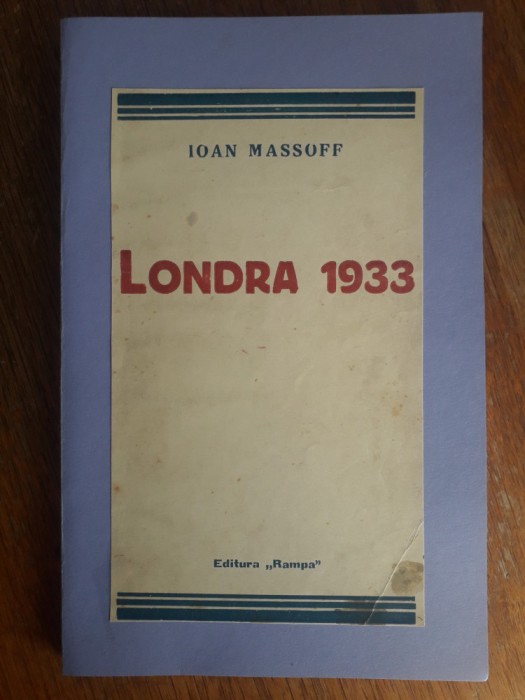 IOAN MASSOFF
LONDRA 1933
Editura „Rampa"